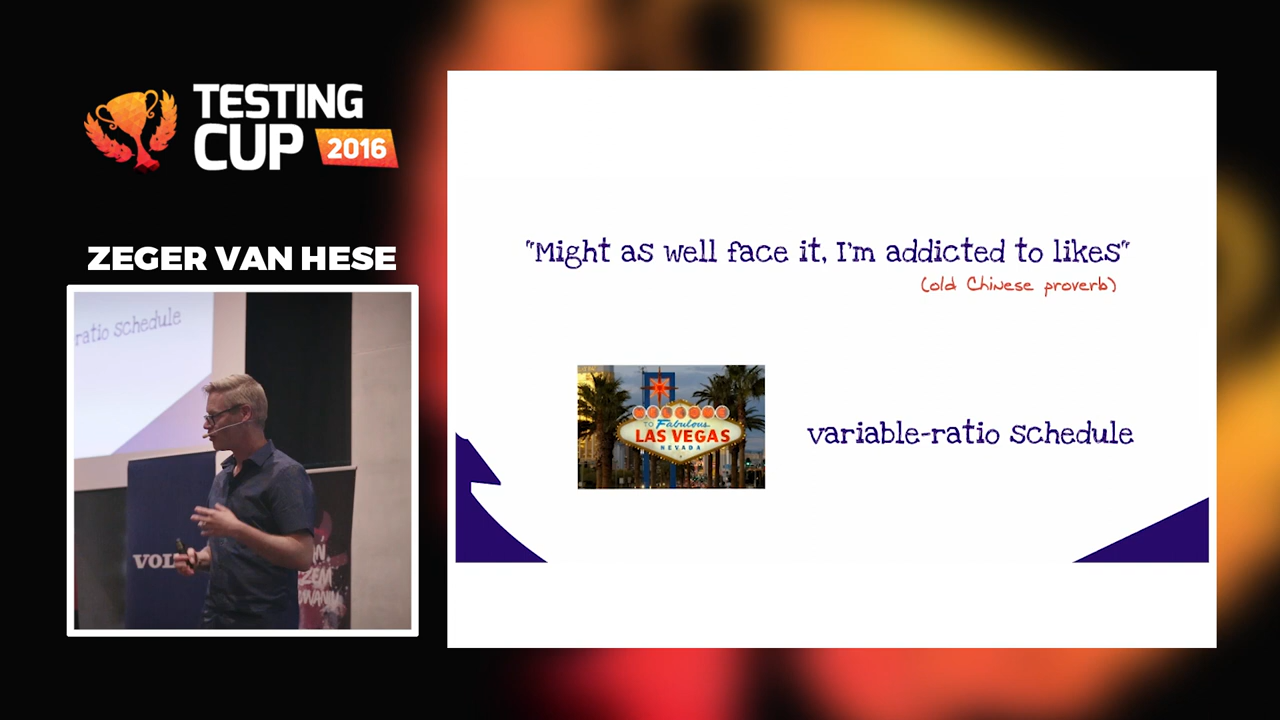 TESTING
CUP 2016
ZEGER VAN HESE
ratio schedule
VOL
"Might as well face it, I'm addicted to likes"
(old Chinese proverb)
WELCOME
TO Fabulous
LAS VEGAS
NEVADA
variable-ratio schedule